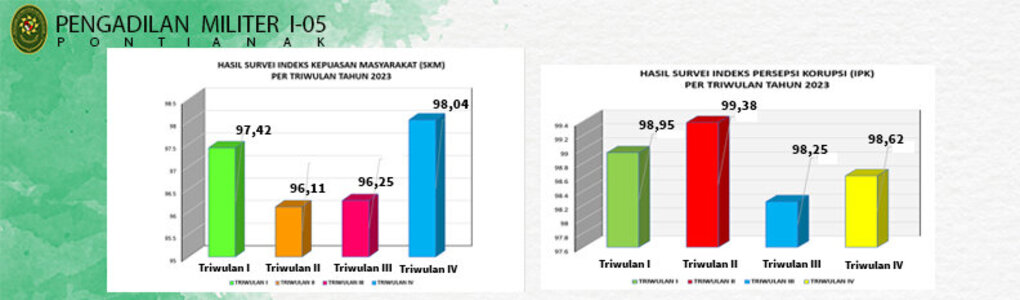 PENGADILAN MILITER I-05
PONTIANAK
HASIL SURVEI INDEKS KEPUASAN MASYARAKAT (SKM)
PER TRIWULAN TAHUN 2023
98.5
98
97.5
97
96.5
96
95.5
95
97,42
96,11
96,25
98,04
Triwulan I Triwulan II Triwulan III Triwulan IV
TRIWULAN I TRIWULAN II TRIWULAN III TRIWULAN IV
HASIL SURVEI INDEKS PERSEPSI KORUPSI (IPK)
PER TRIWULAN TAHUN 2023
99.4
99.2
99
98.8
98.6
98.4
98.2
98
97.8
97.6
98,95
99,38
98,25
98,62
Triwulan I Triwulan II Triwulan III Triwulan IV
TRIWULAN I TRIWULAN II TRIWULAN III TRIWULAN IV